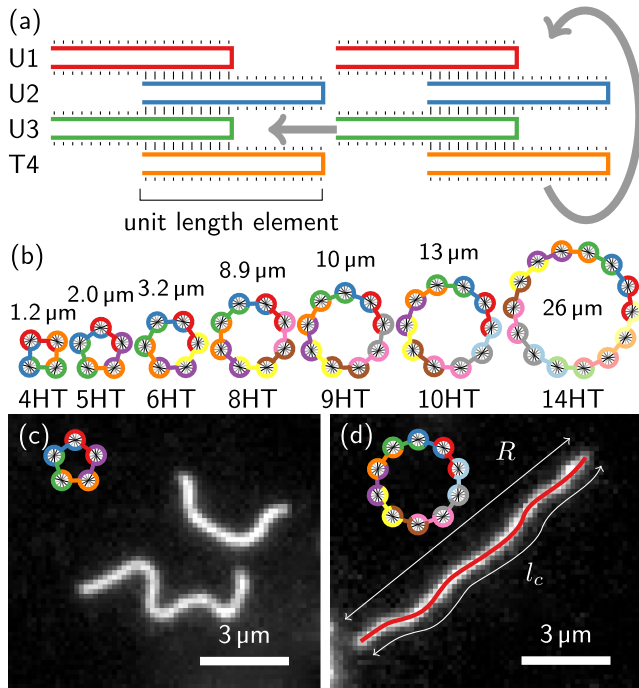 (a)
U1
U2
U3
T4
unit length element
(b)
1.2 µm 2.0 µm 3.2 µm 8.9 µm 10 µm 13 µm 26 µm
4HT 5HT 6HT 8HT 9HT 10HT 14HT
(c)
3 µm
(d)
R
l_c
3 µm